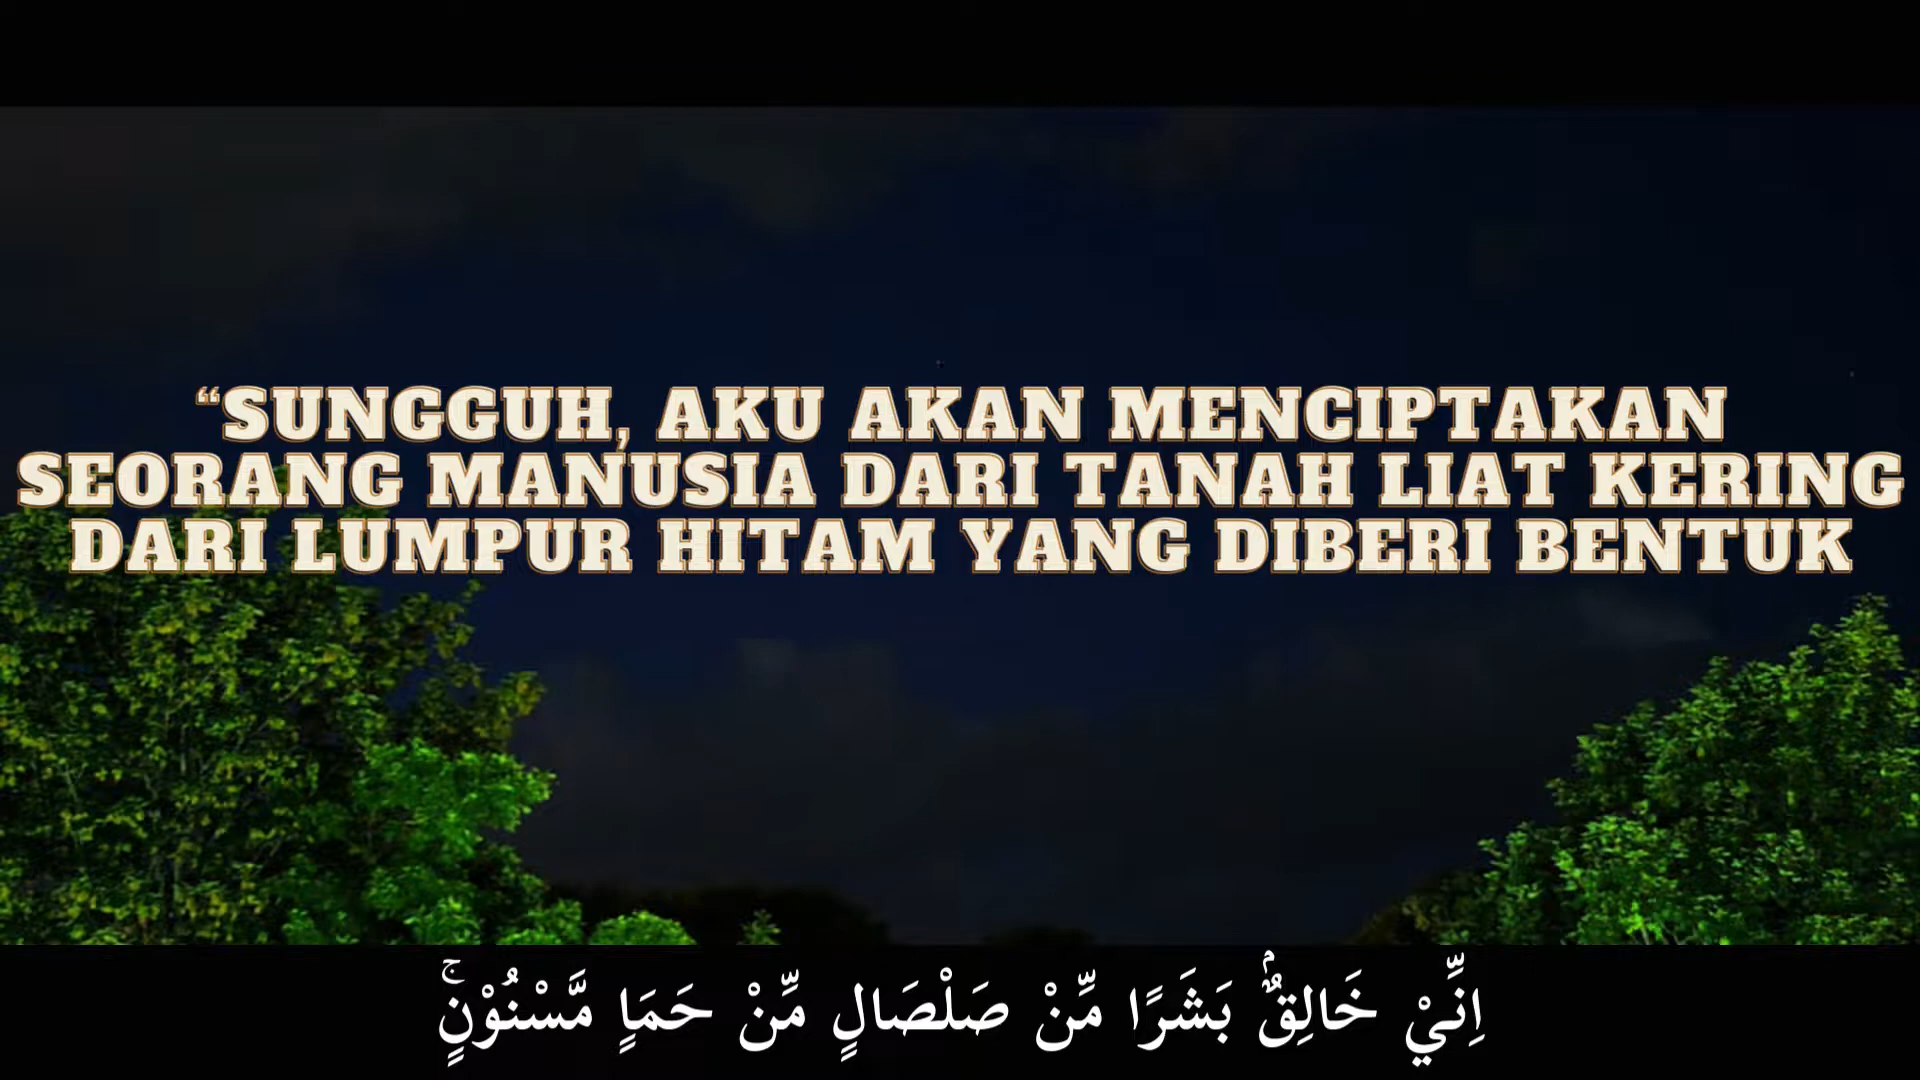 “SUNGGUH, AKU AKAN MENCIPTAKAN
SEORANG MANUSIA DARI TANAH LIAT KERING
DARI LUMPUR HITAM YANG DIBERI BENTUK
اِنِّيْ خَالِقٌۢ بَشَرًا مِّنْ صَلْصَالٍ مِّنْ حَمَاٍ مَّسْنُوْنٍۚ